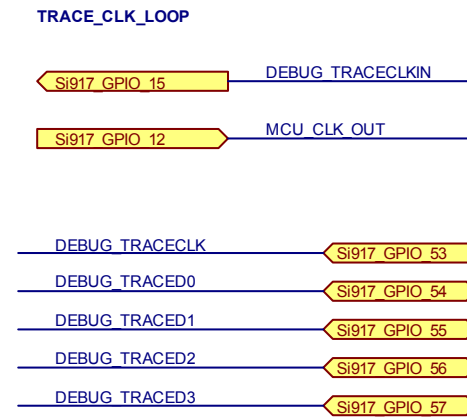 TRACE_CLK_LOOP
Si917_GPIO_15 DEBUG_TRACECLKIN
Si917_GPIO_12 MCU_CLK_OUT
DEBUG_TRACECLK Si917_GPIO_53
DEBUG_TRACED0 Si917_GPIO_54
DEBUG_TRACED1 Si917_GPIO_55
DEBUG_TRACED2 Si917_GPIO_56
DEBUG_TRACED3 Si917_GPIO_57